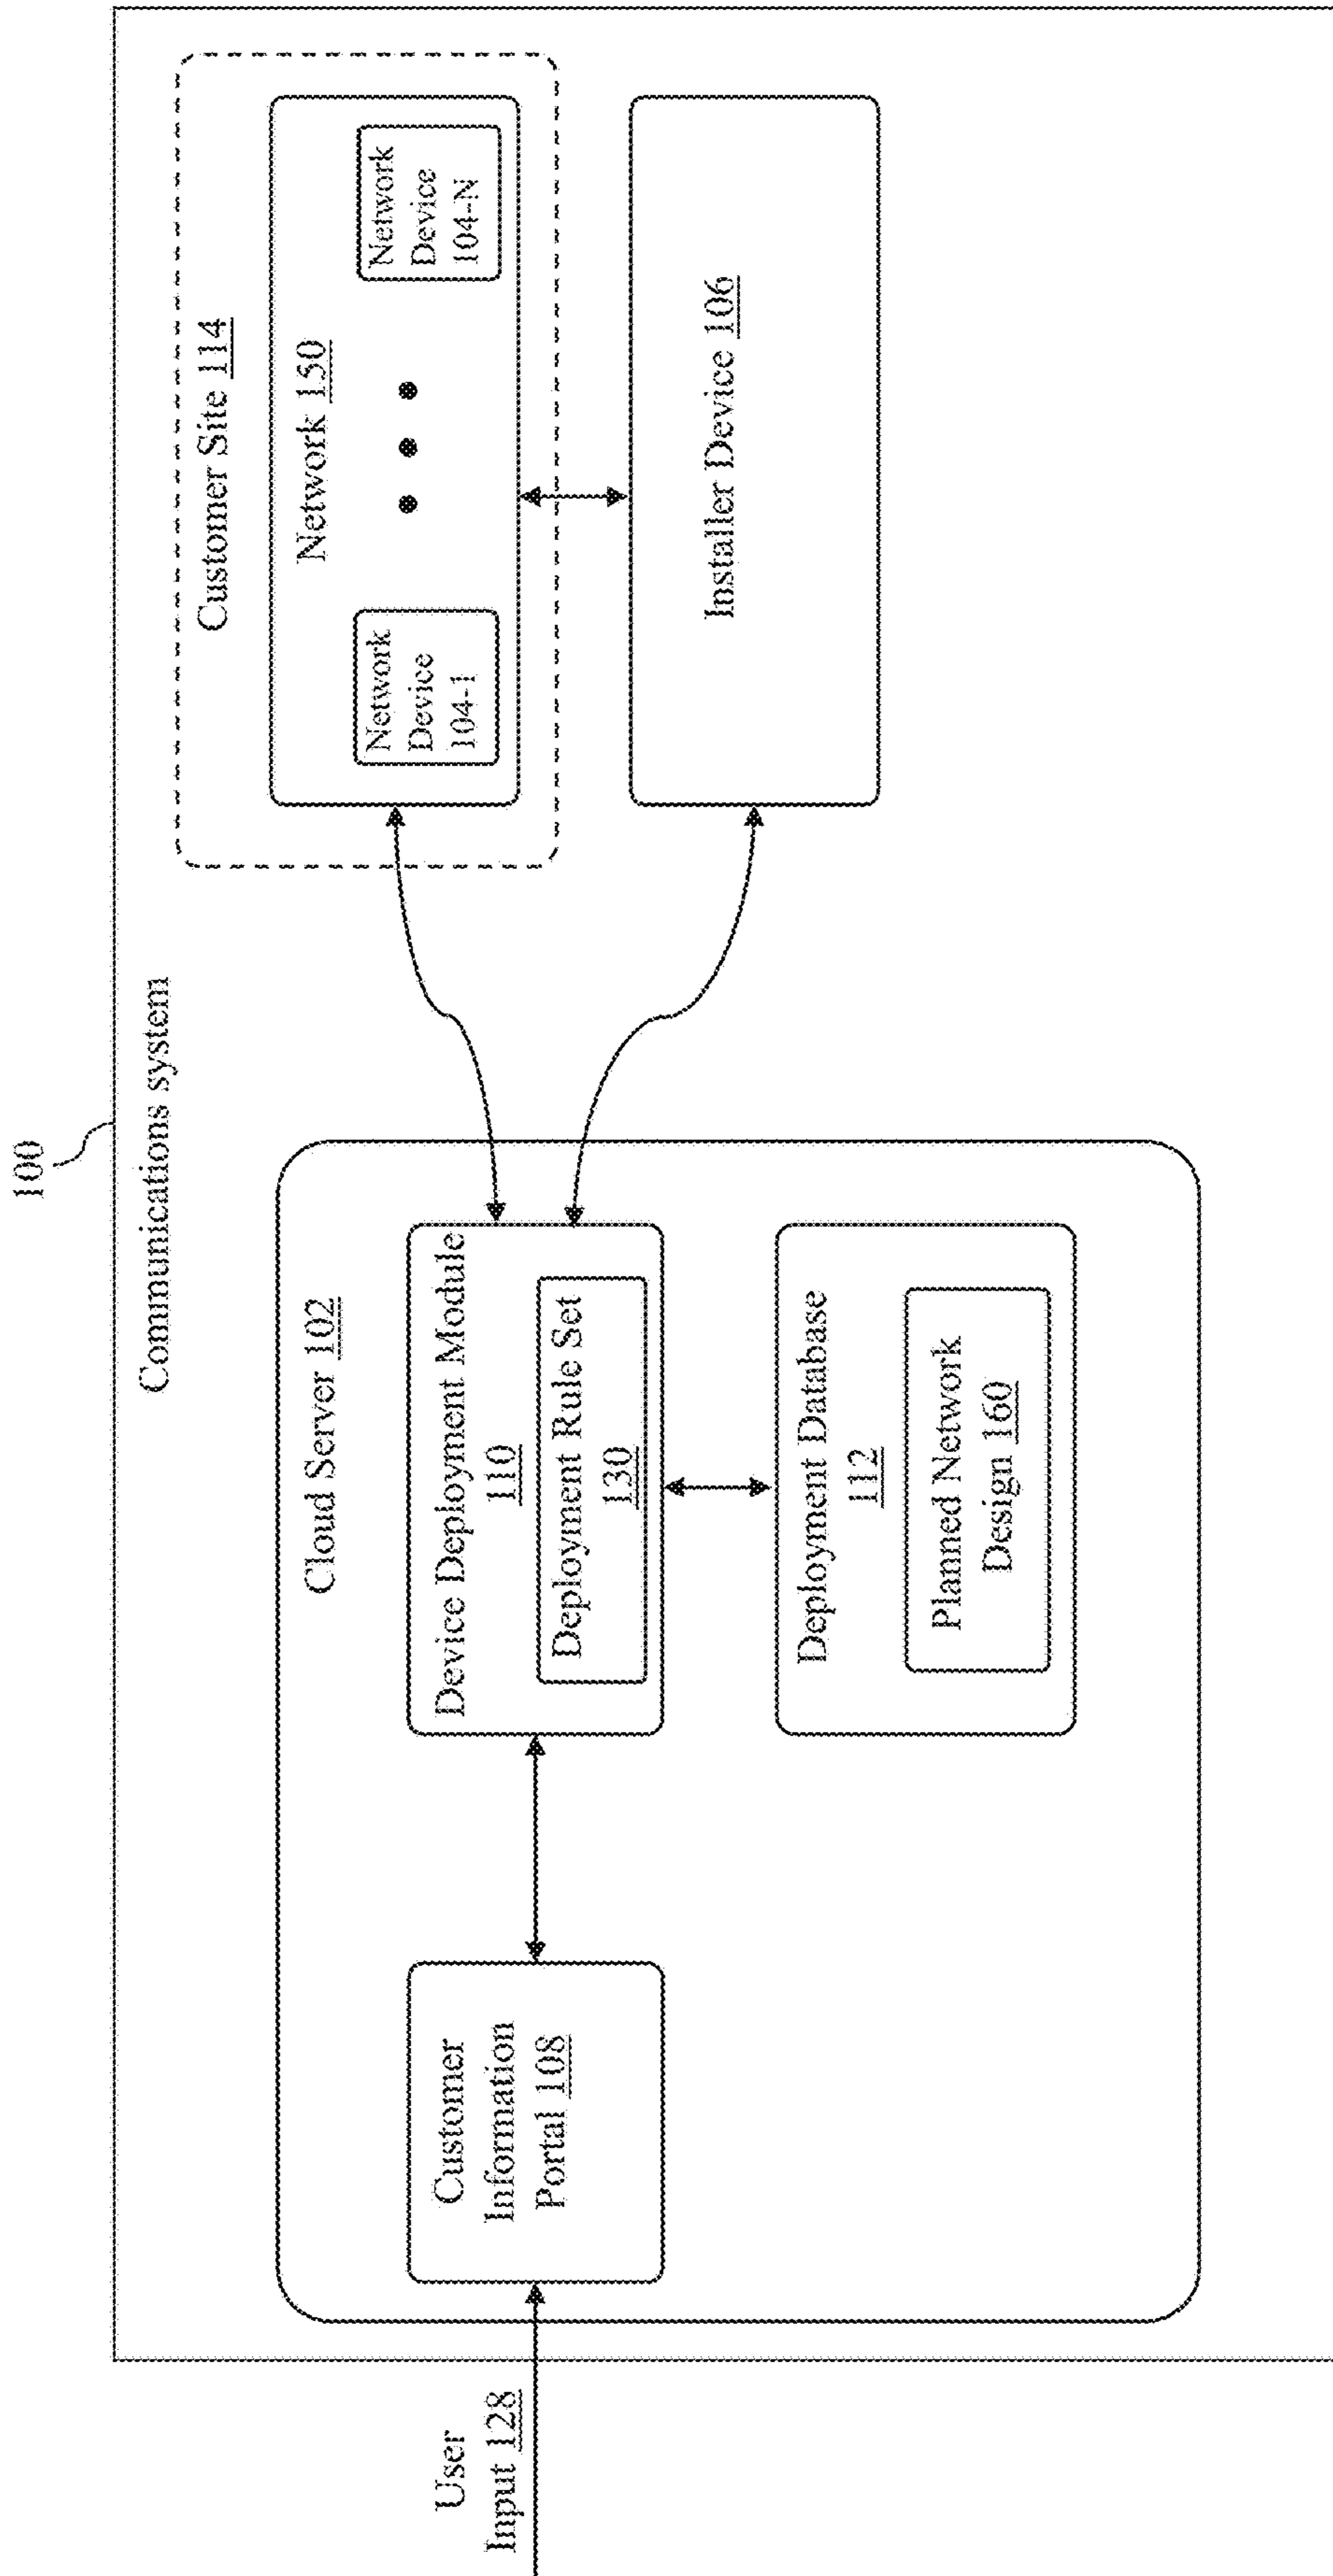 100
Communications system
User
Input 128
Cloud Server 102
Customer
Information
Portal 108
Device Deployment Module
110
Deployment Rule Set
130
Deployment Database
112
Planned Network
Design 160
Customer Site 114
Network 150
Network
Device
104-1
Network
Device
104-N
Installer Device 106